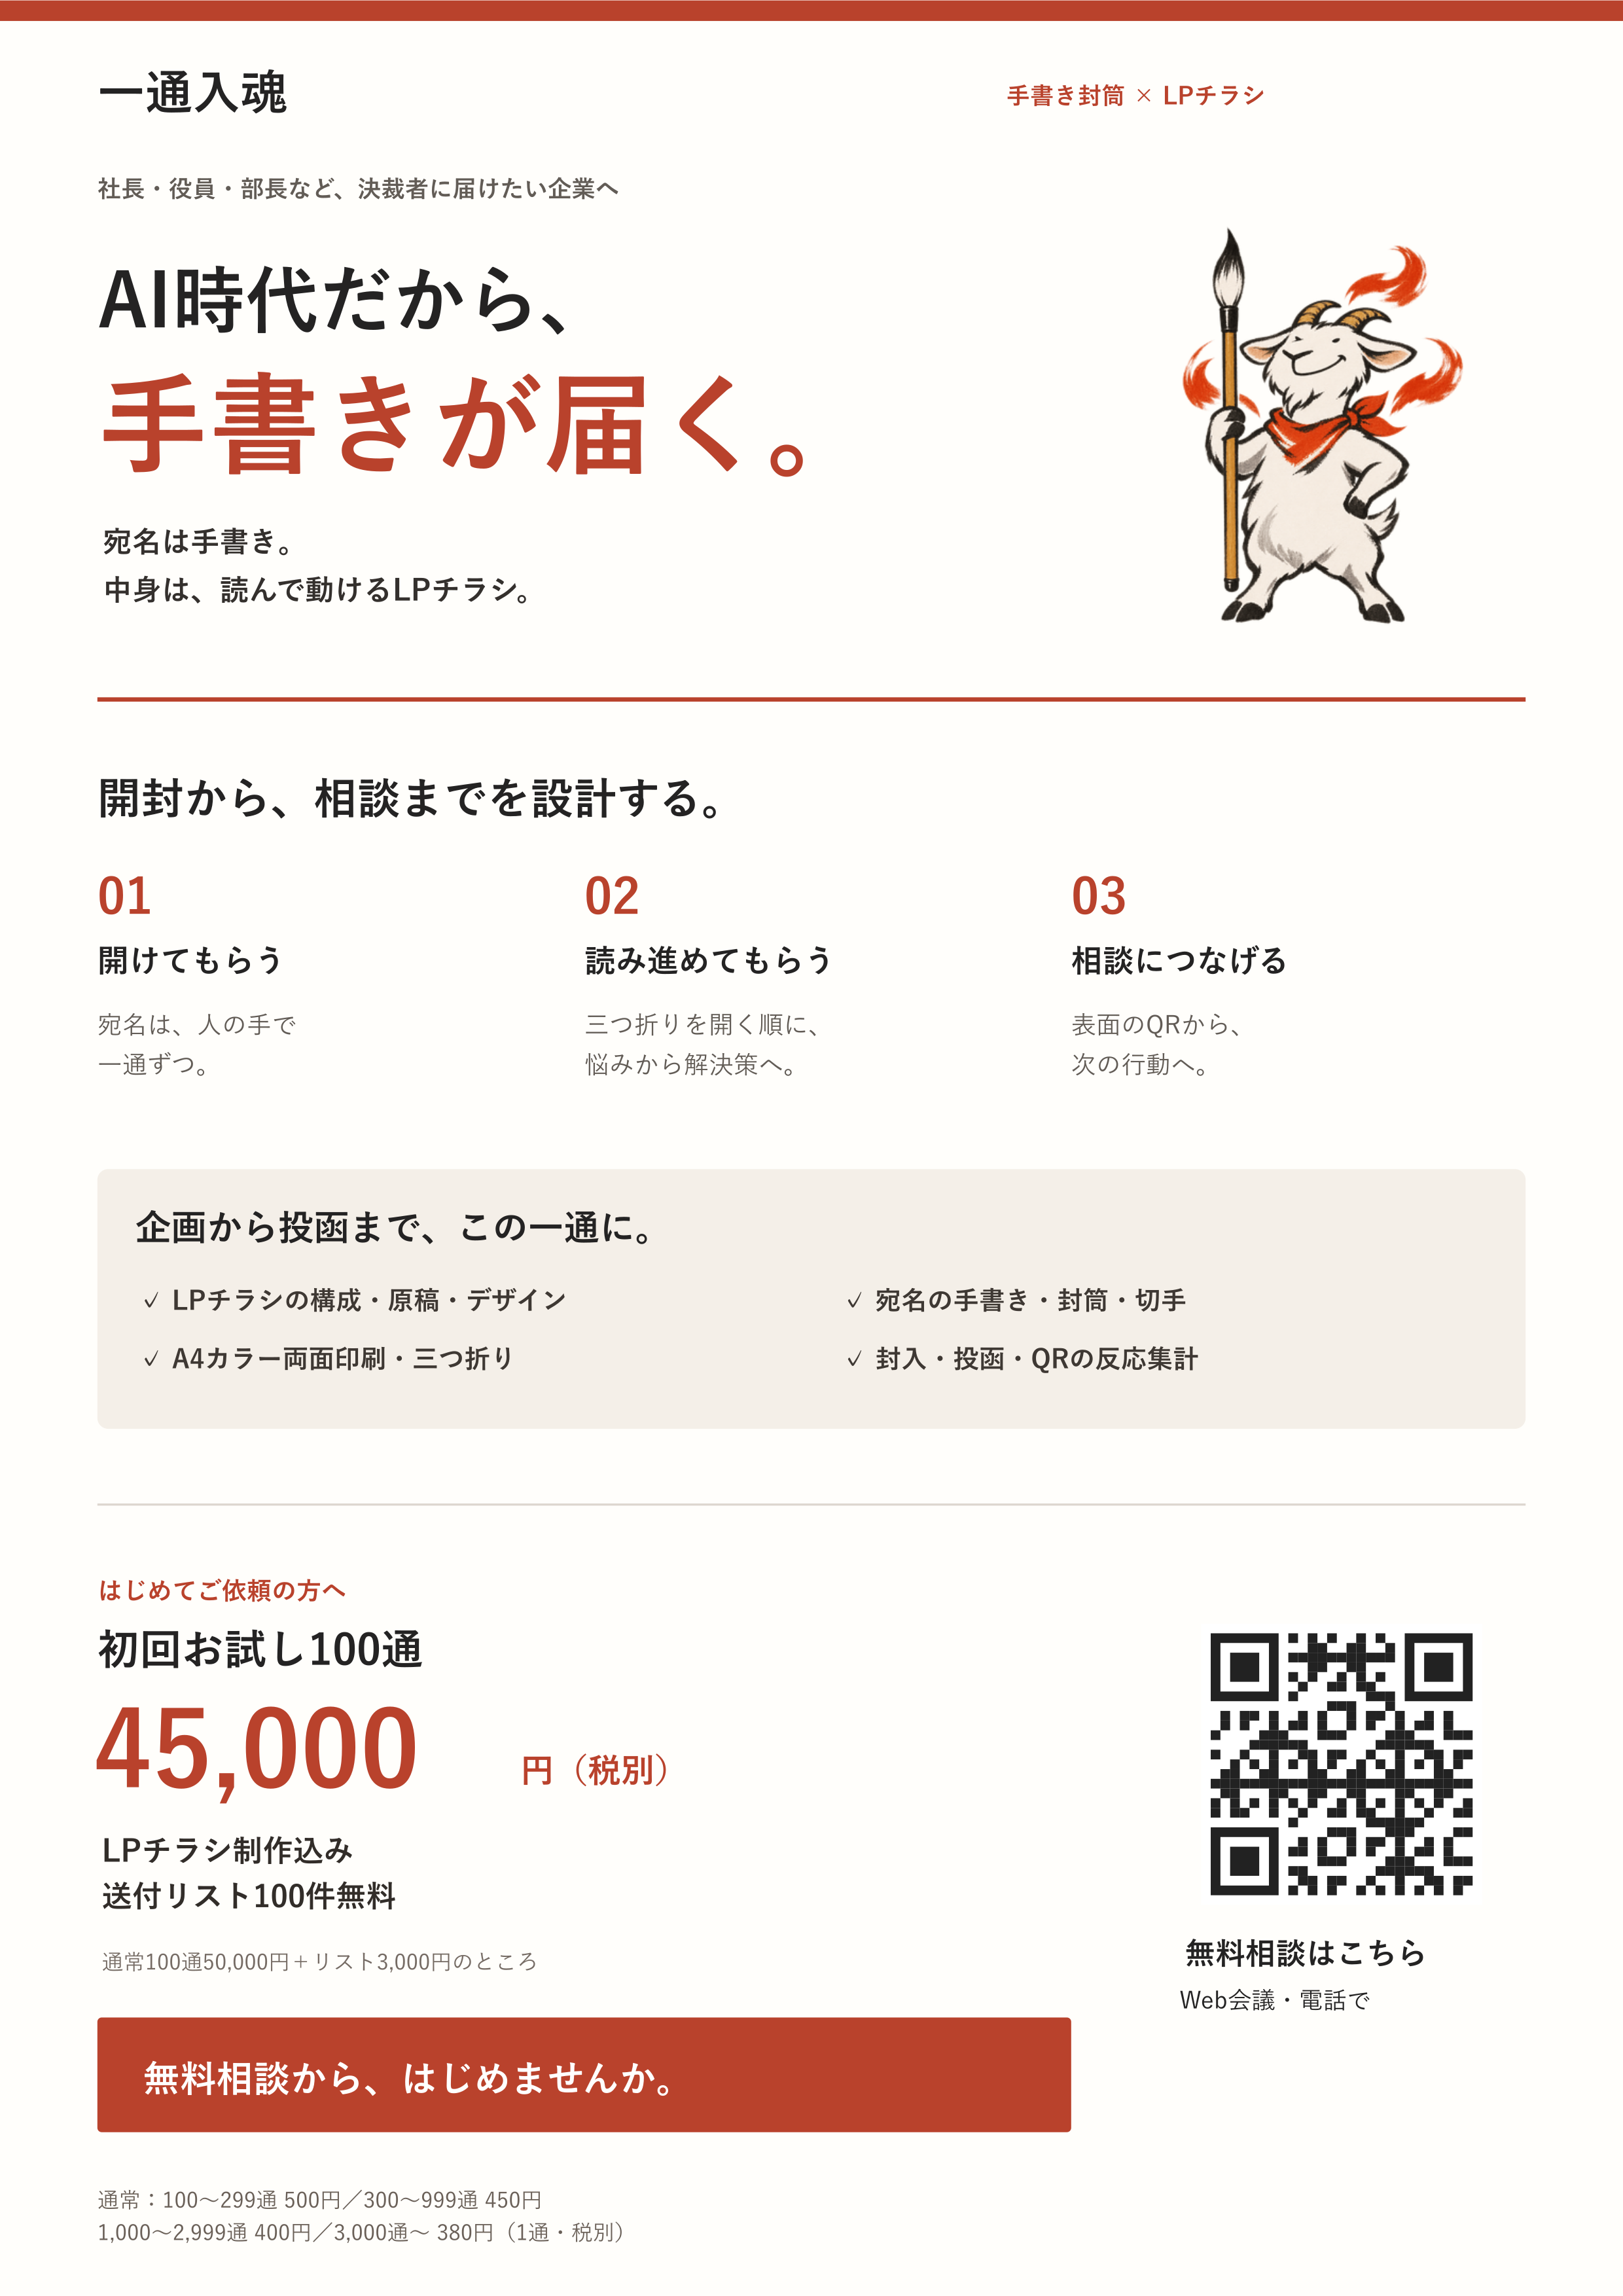 一通入魂
手書き封筒 × LPチラシ
社長・役員・部長など、決裁者に届けたい企業へ
AI時代だから、
手書きが届く。
宛名は手書き。
中身は、読んで動けるLPチラシ。
開封から、相談までを設計する。
01
開けてもらう
宛名は、人の手で
一通ずつ。
02
読み進めてもらう
三つ折りを開く順に、
悩みから解決策へ。
03
相談につなげる
表面のQRから、
次の行動へ。
企画から投函まで、この一通に。
✓ LPチラシの構成・原稿・デザイン
✓ 宛名の手書き・封筒・切手
✓ A4カラー両面印刷・三つ折り
✓ 封入・投函・QRの反応集計
はじめてご依頼の方へ
初回お試し100通
45,000 円（税別）
LPチラシ制作込み
送付リスト100件無料
通常100通50,000円＋リスト3,000円のところ
無料相談はこちら
Web会議・電話で
無料相談から、はじめませんか。
通常：100〜299通 500円／300〜999通 450円
1,000〜2,999通 400円／3,000通〜 380円（1通・税別）